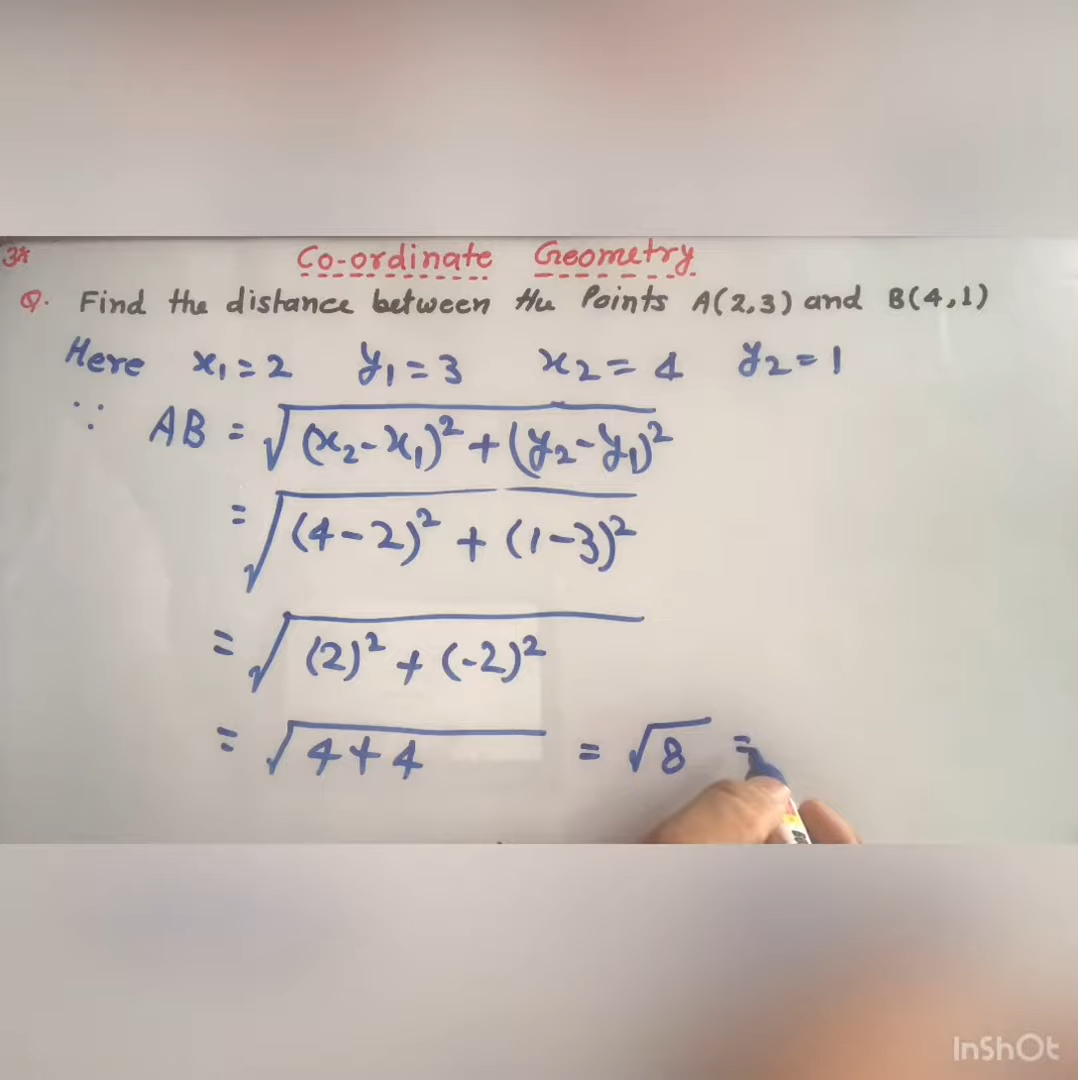 Co-ordinate Geometry
Q. Find the distance between the Points A(2,3) and B(4,1)
Here x₁=2 y₁=3 x₂=4 y₂=1
∵ AB = √(x₂-x₁)²+(y₂-y₁)²
= √(4-2)²+(1-3)²
= √(2)²+(-2)²
= √4+4 = √8 =
InShOt